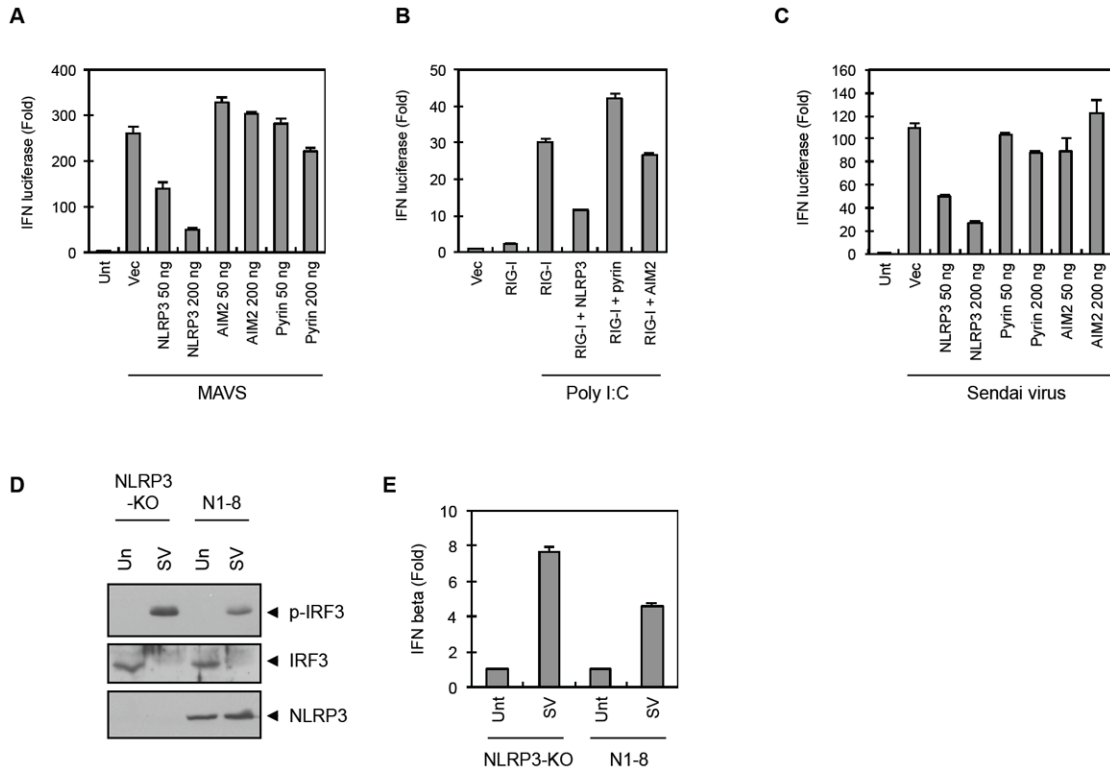 A
IFN luciferase (Fold)
400
300
200
100
0
Unt
Vec
NLRP3 50 ng
NLRP3 200 ng
AIM2 50 ng
AIM2 200 ng
Pyrin 50 ng
Pyrin 200 ng
MAVS
B
IFN luciferase (Fold)
50
40
30
20
10
0
Vec
RIG-I
RIG-I
RIG-I + NLRP3
RIG-I + pyrin
RIG-I + AIM2
Poly I:C
C
IFN luciferase (Fold)
160
140
120
100
80
60
40
20
0
Unt
Vec
NLRP3 50 ng
NLRP3 200 ng
Pyrin 50 ng
Pyrin 200 ng
AIM2 50 ng
AIM2 200 ng
Sendai virus
D
NLRP3
-KO
N1-8
Un
SV
Un
SV
p-IRF3
IRF3
NLRP3
E
IFN beta (Fold)
10
8
6
4
2
0
Unt
SV
Unt
SV
NLRP3-KO
N1-8